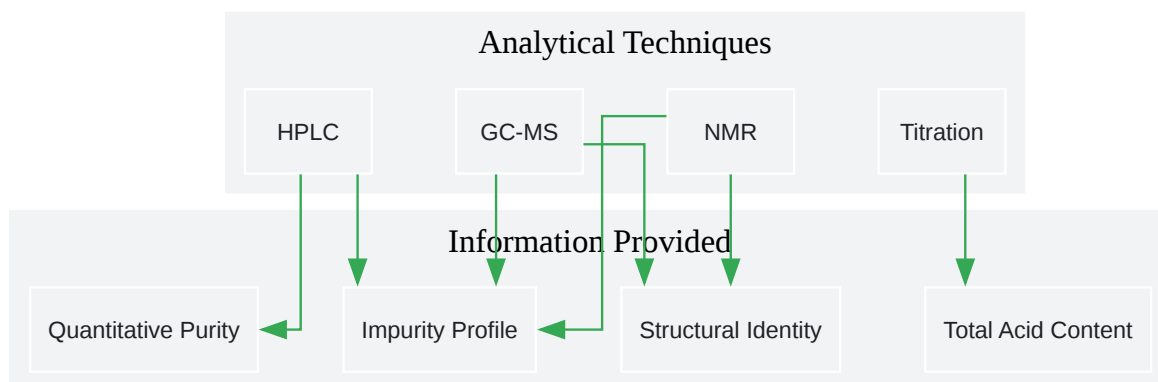 Analytical Techniques
HPLC
GC-MS
NMR
Titration
Information Provided
Quantitative Purity
Impurity Profile
Structural Identity
Total Acid Content